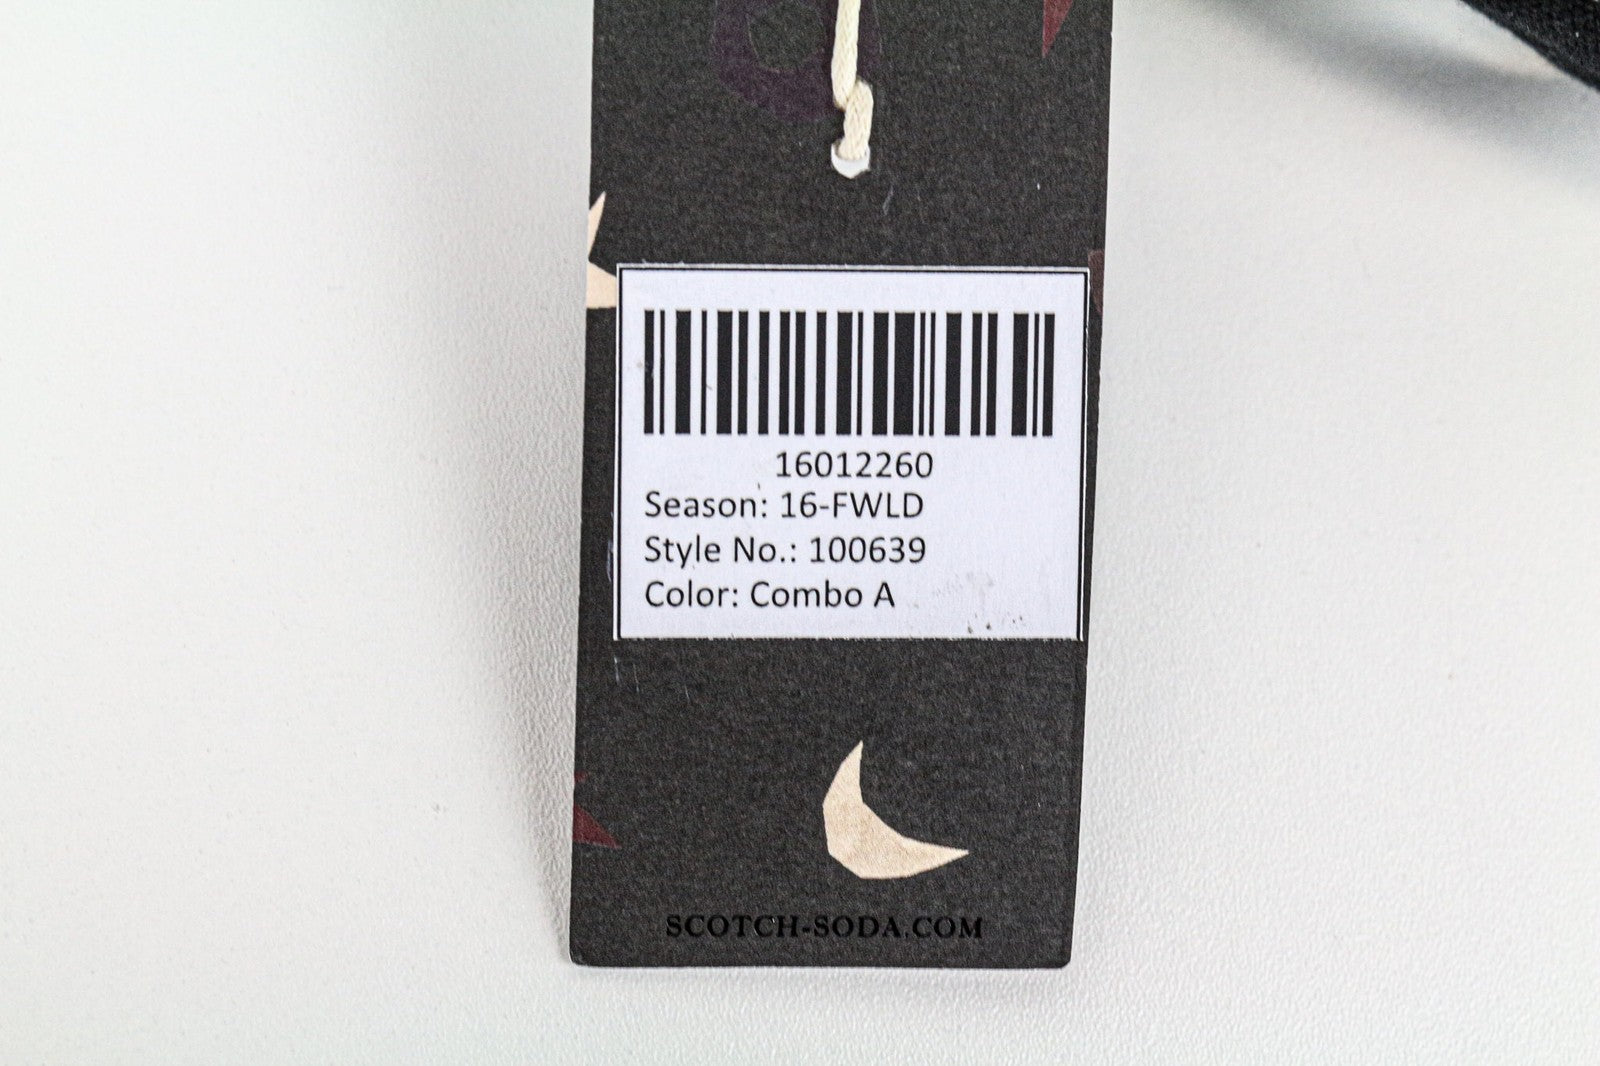 16012260
Season: 16-FWLD
Style No.: 100639
Color: Combo A
SCOTCH-SODA.COM